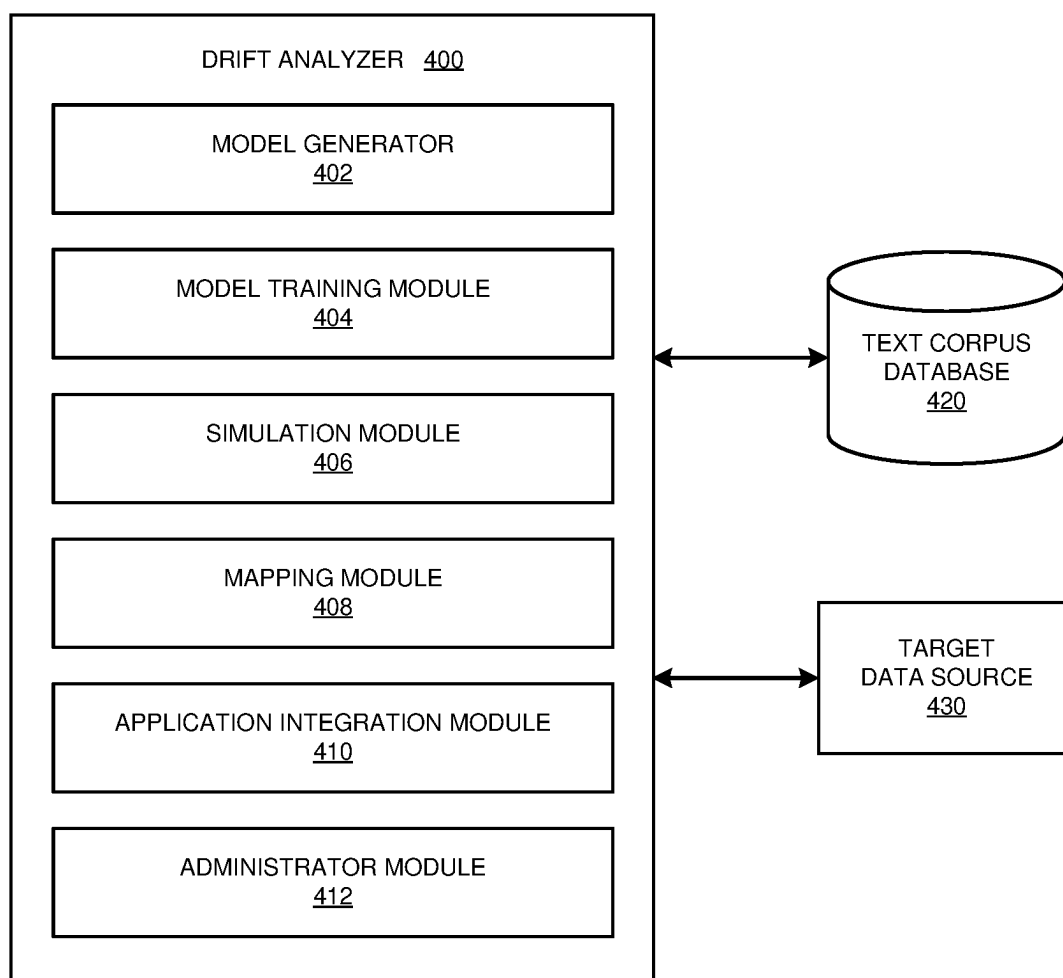 DRIFT ANALYZER 400
MODEL GENERATOR
402
MODEL TRAINING MODULE
404
SIMULATION MODULE
406
MAPPING MODULE
408
APPLICATION INTEGRATION MODULE
410
ADMINISTRATOR MODULE
412
TEXT CORPUS
DATABASE
420
TARGET
DATA SOURCE
430